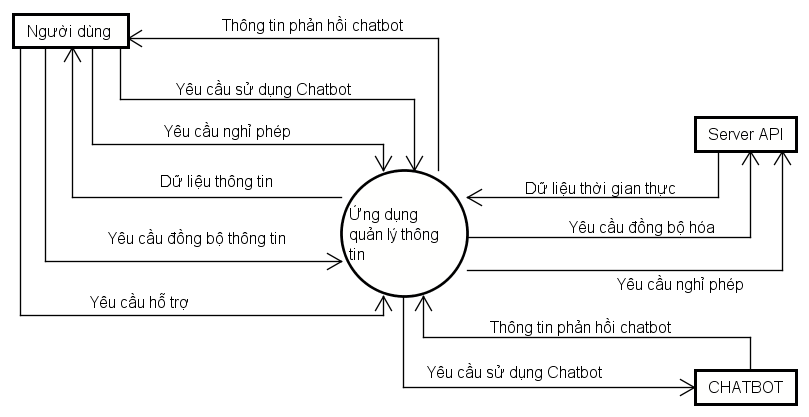 Người dùng
Thông tin phản hồi chatbot
Yêu cầu sử dụng Chatbot
Yêu cầu nghỉ phép
Server API
Dữ liệu thông tin
Dữ liệu thời gian thực
Ứng dụng
quản lý thông
tin
Yêu cầu đồng bộ hóa
Yêu cầu đồng bộ thông tin
Yêu cầu nghỉ phép
Yêu cầu hỗ trợ
Thông tin phản hồi chatbot
Yêu cầu sử dụng Chatbot
CHATBOT